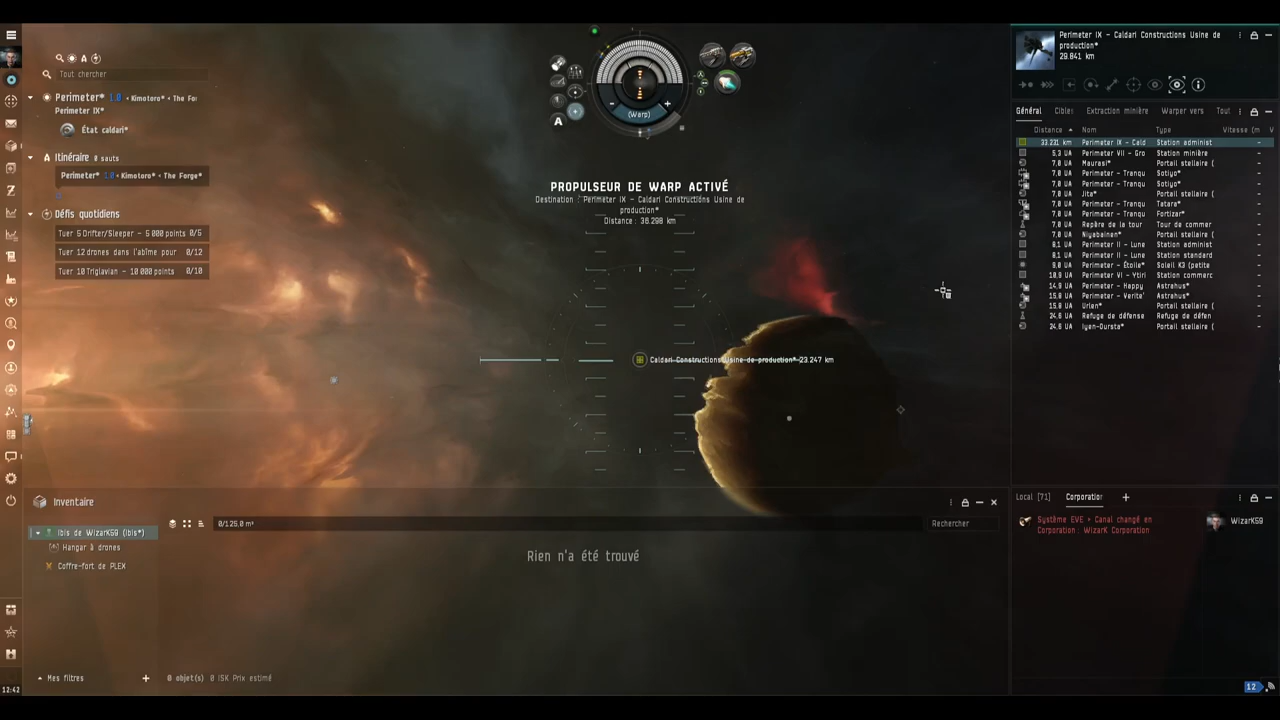 Tout chercher
Perimeter* 1.0 ◂ Kimotoro* ◂ The For
Perimeter IX*
État caldari*
Itinéraire 0 sauts
Perimeter* 1.0 ◂ Kimotoro* ◂ The Forge*
Défis quotidiens
Tuer 5 Drifter/Sleeper - 5 000 points 0/5
Tuer 12 drones dans l'abîme pour 0/12
Tuer 10 Triglavian - 10 000 points 0/10
(Warp)
A
PROPULSEUR DE WARP ACTIVÉ
Destination : Perimeter IX - Caldari Constructions Usine de
production*
Distance : 36.298 km
Caldari Constructions Usine de production* 23.247 km
Perimeter IX - Caldari Constructions Usine de
production*
29.841 km
Général Cibles Extraction minière Warper vers Tout
Distance Nom Type Vitesse (m V
33.231 km Perimeter IX - Cald Station administ -
5,3 UA Perimeter VII - Gro Station minière -
7,0 UA Maurasi* Portail stellaire ( -
7,0 UA Perimeter - Tranqu Sotiyo* -
7,0 UA Perimeter - Tranqu Sotiyo* -
7,0 UA Jita* Portail stellaire ( -
7,0 UA Perimeter - Tranqu Tatara* -
7,0 UA Perimeter - Tranqu Fortizar* -
7,0 UA Repère de la tour Tour de commer -
7,0 UA Niyabainen* Portail stellaire ( -
8,1 UA Perimeter II - Lune Station administ -
8,1 UA Perimeter II - Lune Station standard -
9,0 UA Perimeter - Étoile* Soleil K3 (petite -
10,9 UA Perimeter VI - Ytiri Station commerc -
14,9 UA Perimeter - Happy Astrahus* -
15,8 UA Perimeter - Verite' Astrahus* -
15,8 UA Urlen* Portail stellaire ( -
24,6 UA Refuge de défense Refuge de défen -
24,6 UA Iyen-Oursta* Portail stellaire ( -
Inventaire
Ibis de WizarK59 (Ibis*)
Hangar à drones
Coffre-fort de PLEX
0/125.0 m³
Rechercher
Rien n'a été trouvé
Mes filtres +
0 objet(s) 0 ISK Prix estimé
Local [71] Corporation +
Système EVE > Canal changé en
Corporation : WizarK Corporation
WizarK59
12:42
12